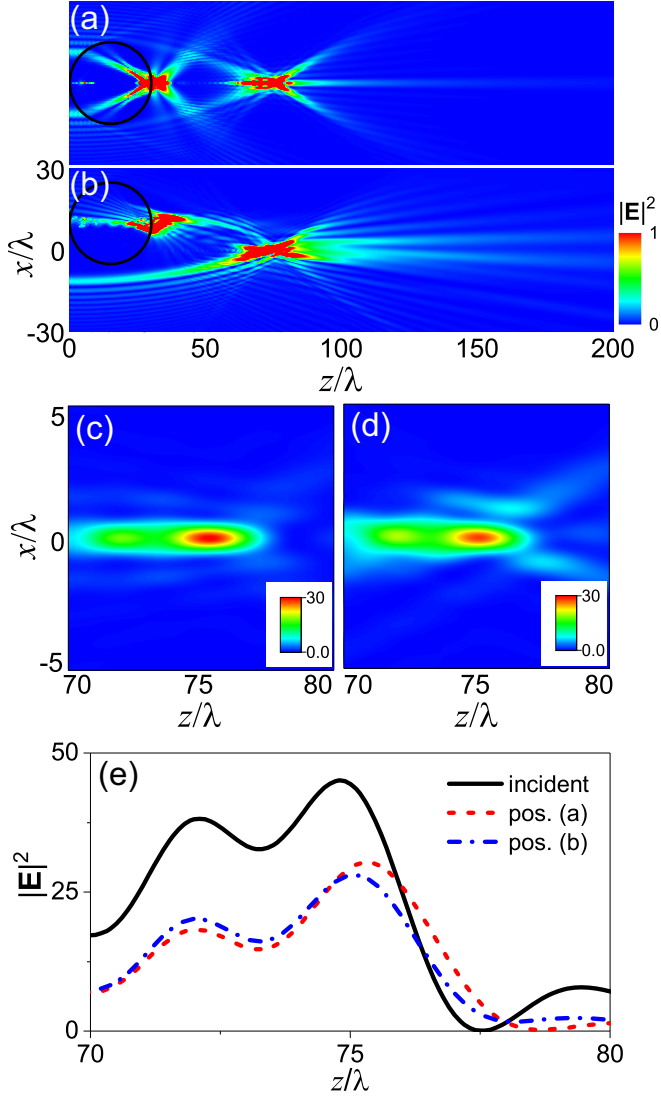 (a)
30
(b)
|E|²
x/λ
0
1
-30
0
0
50
100
150
200
z/λ
5
(c)
(d)
x/λ
0
30
0.0
30
0.0
-5
70
75
80
70
75
80
z/λ
z/λ
50
(e)
incident
pos. (a)
pos. (b)
|E|²
25
0
70
75
80
z/λ